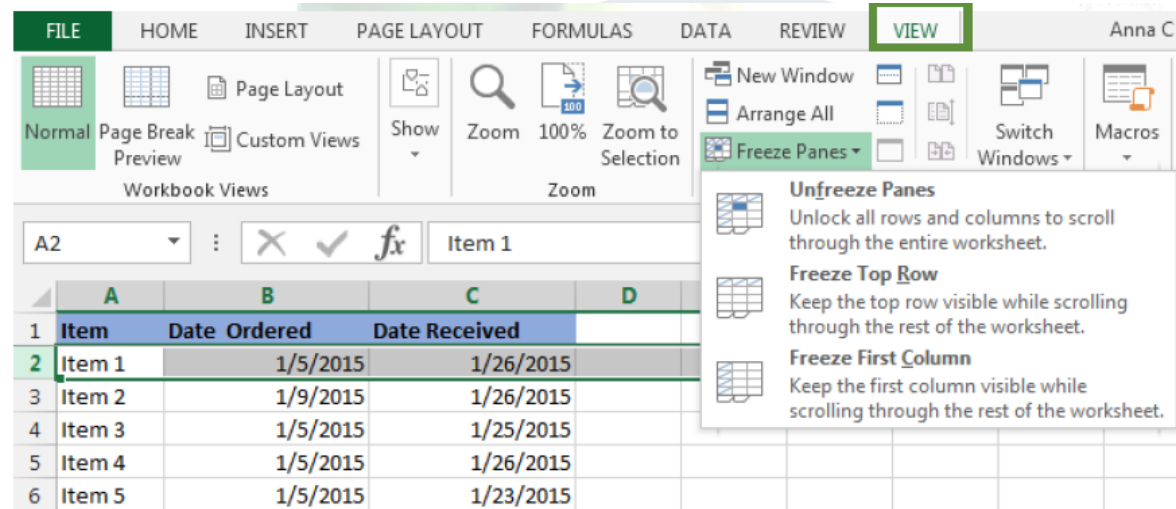 FILE HOME INSERT PAGE LAYOUT FORMULAS DATA REVIEW VIEW Anna C
Normal
Page Break
Preview
Page Layout
Custom Views
Workbook Views
Show
Zoom
100
100%
Zoom to
Selection
Zoom
New Window
Arrange All
Freeze Panes
Switch
Windows
Macros
Unfreeze Panes
Unlock all rows and columns to scroll
through the entire worksheet.
Freeze Top Row
Keep the top row visible while scrolling
through the rest of the worksheet.
Freeze First Column
Keep the first column visible while
scrolling through the rest of the worksheet.
A2 fx Item 1
A B C D
1 Item Date Ordered Date Received
2 Item 1 1/5/2015 1/26/2015
3 Item 2 1/9/2015 1/26/2015
4 Item 3 1/5/2015 1/25/2015
5 Item 4 1/5/2015 1/26/2015
6 Item 5 1/5/2015 1/23/2015